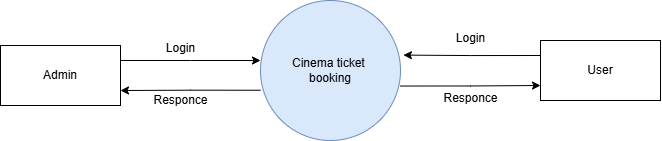 Login
Admin
Responce
Cinema ticket
booking
Login
User
Responce